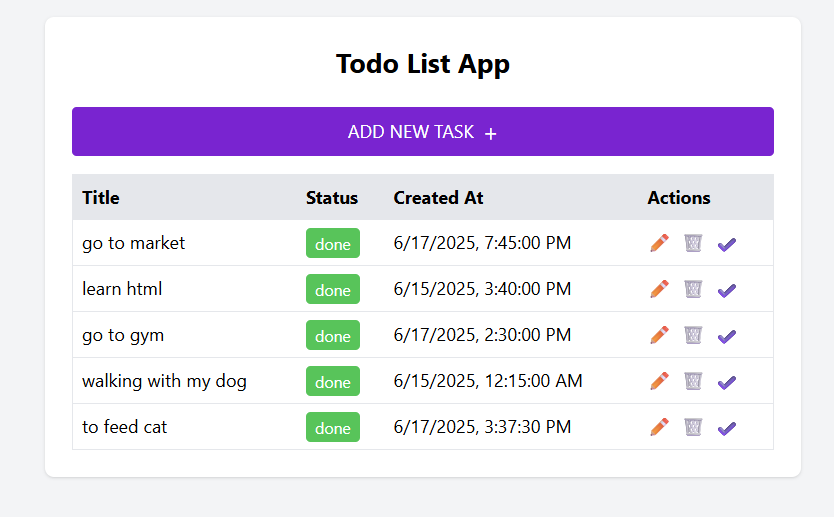 Todo List App
ADD NEW TASK +
Title Status Created At Actions
go to market done 6/17/2025, 7:45:00 PM
learn html done 6/15/2025, 3:40:00 PM
go to gym done 6/17/2025, 2:30:00 PM
walking with my dog done 6/15/2025, 12:15:00 AM
to feed cat done 6/17/2025, 3:37:30 PM